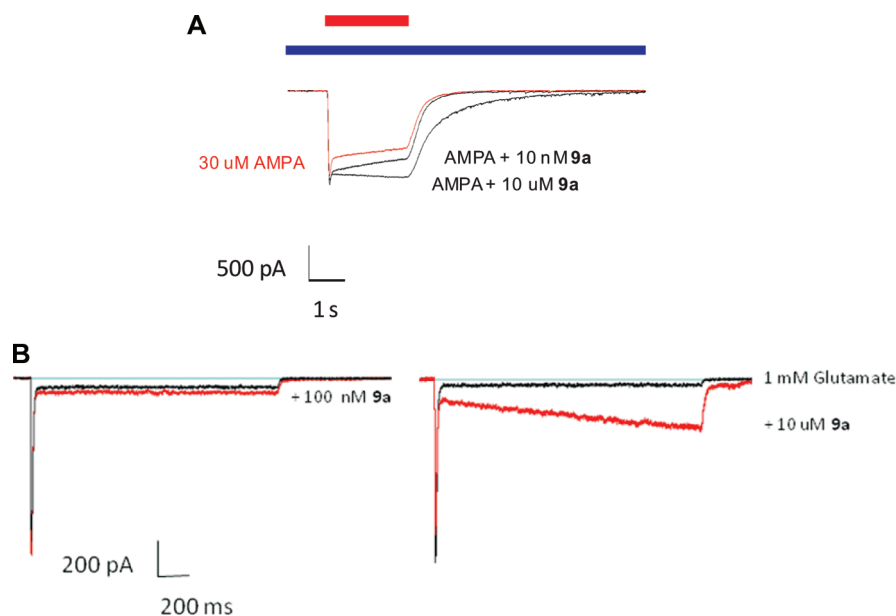 A
30 uM AMPA
AMPA + 10 nM 9a
AMPA + 10 uM 9a
500 pA
1 s
B
+ 100 nM 9a
1 mM Glutamate
+ 10 uM 9a
200 pA
200 ms